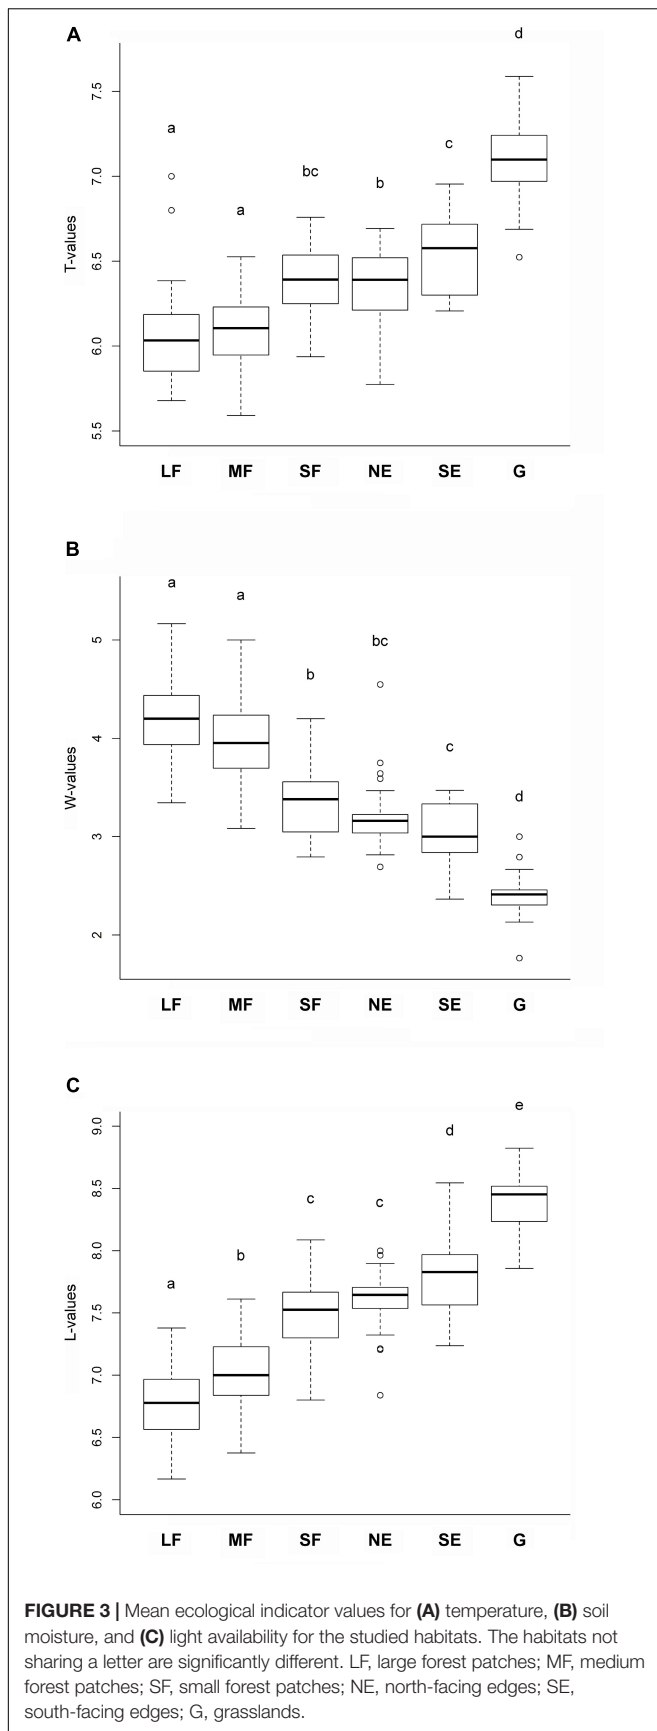 A
T-values
7.5
7.0
6.5
6.0
5.5
a
a
bc
b
c
d
LF MF SF NE SE G
B
W-values
5
4
3
2
a
a
b
bc
c
d
LF MF SF NE SE G
C
L-values
9.0
8.5
8.0
7.5
7.0
6.5
6.0
a
b
c
c
d
e
LF MF SF NE SE G
FIGURE 3 | Mean ecological indicator values for (A) temperature, (B) soil
moisture, and (C) light availability for the studied habitats. The habitats not
sharing a letter are significantly different. LF, large forest patches; MF, medium
forest patches; SF, small forest patches; NE, north-facing edges; SE,
south-facing edges; G, grasslands.